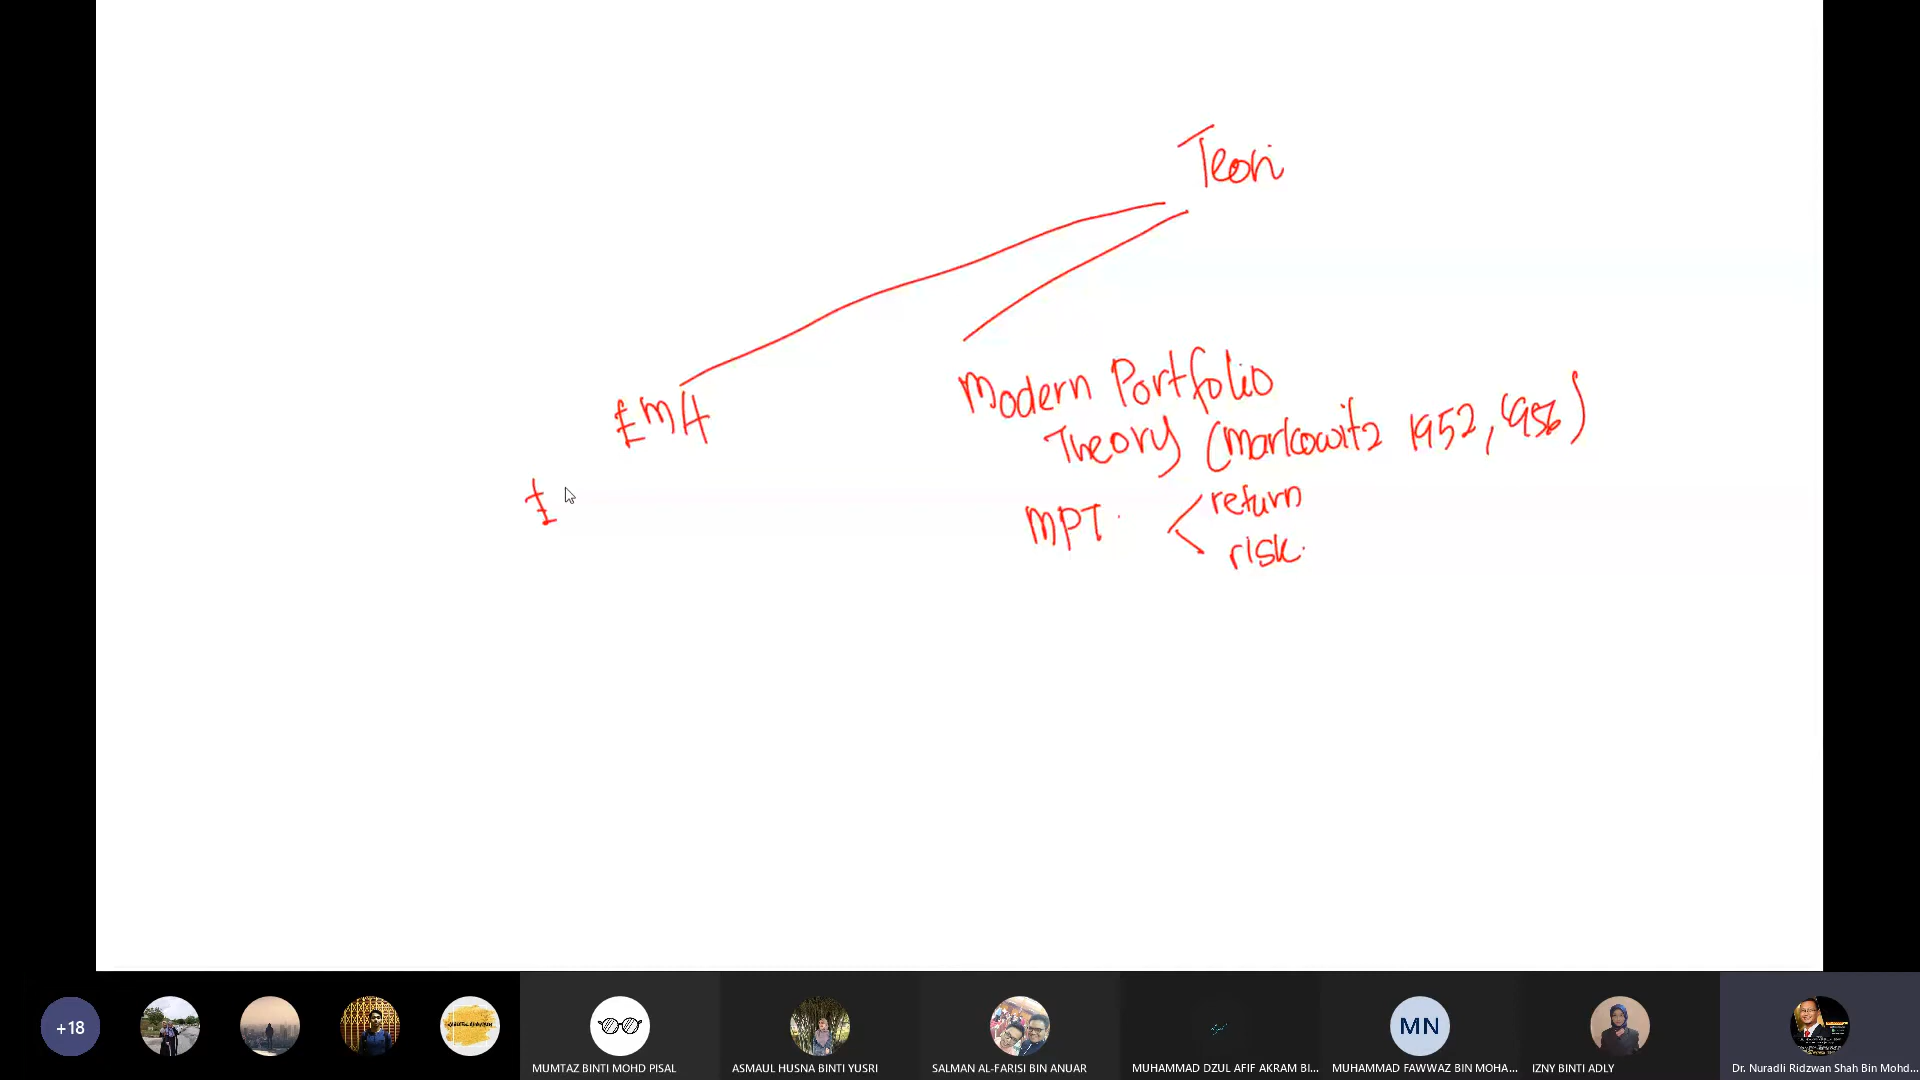 Teori
EMH
Modern Portfolio
Theory (Markowitz 1952, 1956)
MPT.
return
risk.
+18
MUMTAZ BINTI MOHD PISAL
ASMAUL HUSNA BINTI YUSRI
SALMAN AL-FARISI BIN ANUAR
MUHAMMAD DZUL AFIF AKRAM BI...
MN
MUHAMMAD FAWWAZ BIN MOHA...
IZNY BINTI ADLY
Dr. Nuradli Ridzwan Shah Bin Mohd...